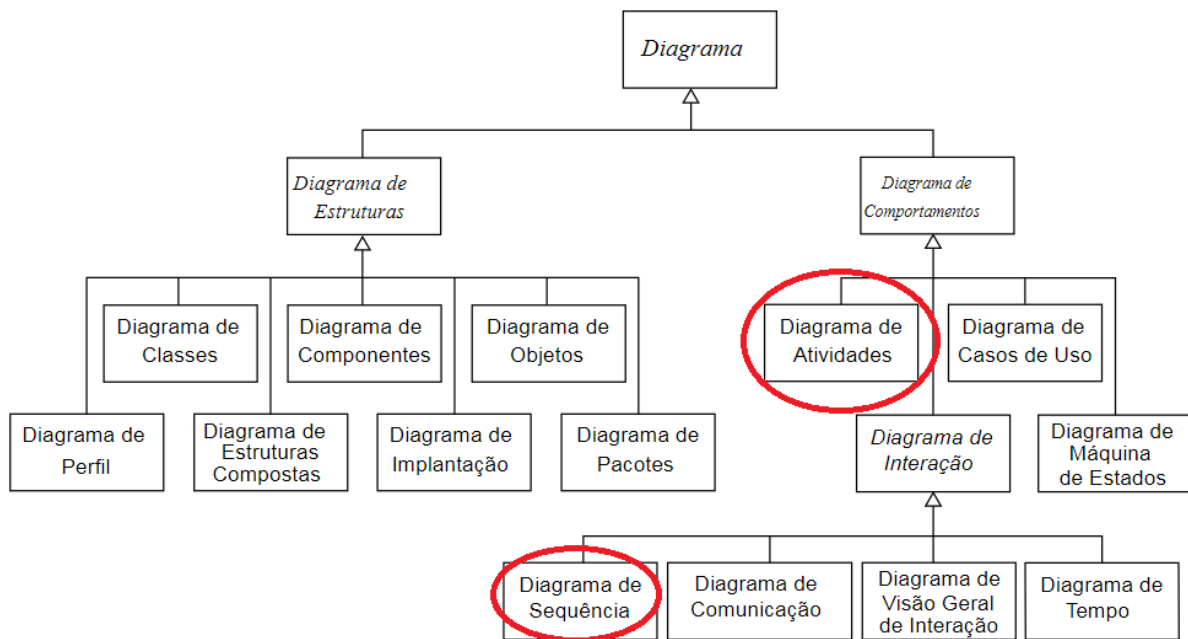 Diagrama
Diagrama de
Estruturas
Diagrama de
Comportamentos
Diagrama de
Classes
Diagrama de
Componentes
Diagrama de
Objetos
Diagrama de
Atividades
Diagrama de
Casos de Uso
Diagrama de
Perfil
Diagrama de
Estruturas
Compostas
Diagrama de
Implantação
Diagrama de
Pacotes
Diagrama de
Interação
Diagrama de
Máquina
de Estados
Diagrama de
Sequência
Diagrama de
Comunicação
Diagrama de
Visão Geral
de Interação
Diagrama de
Tempo